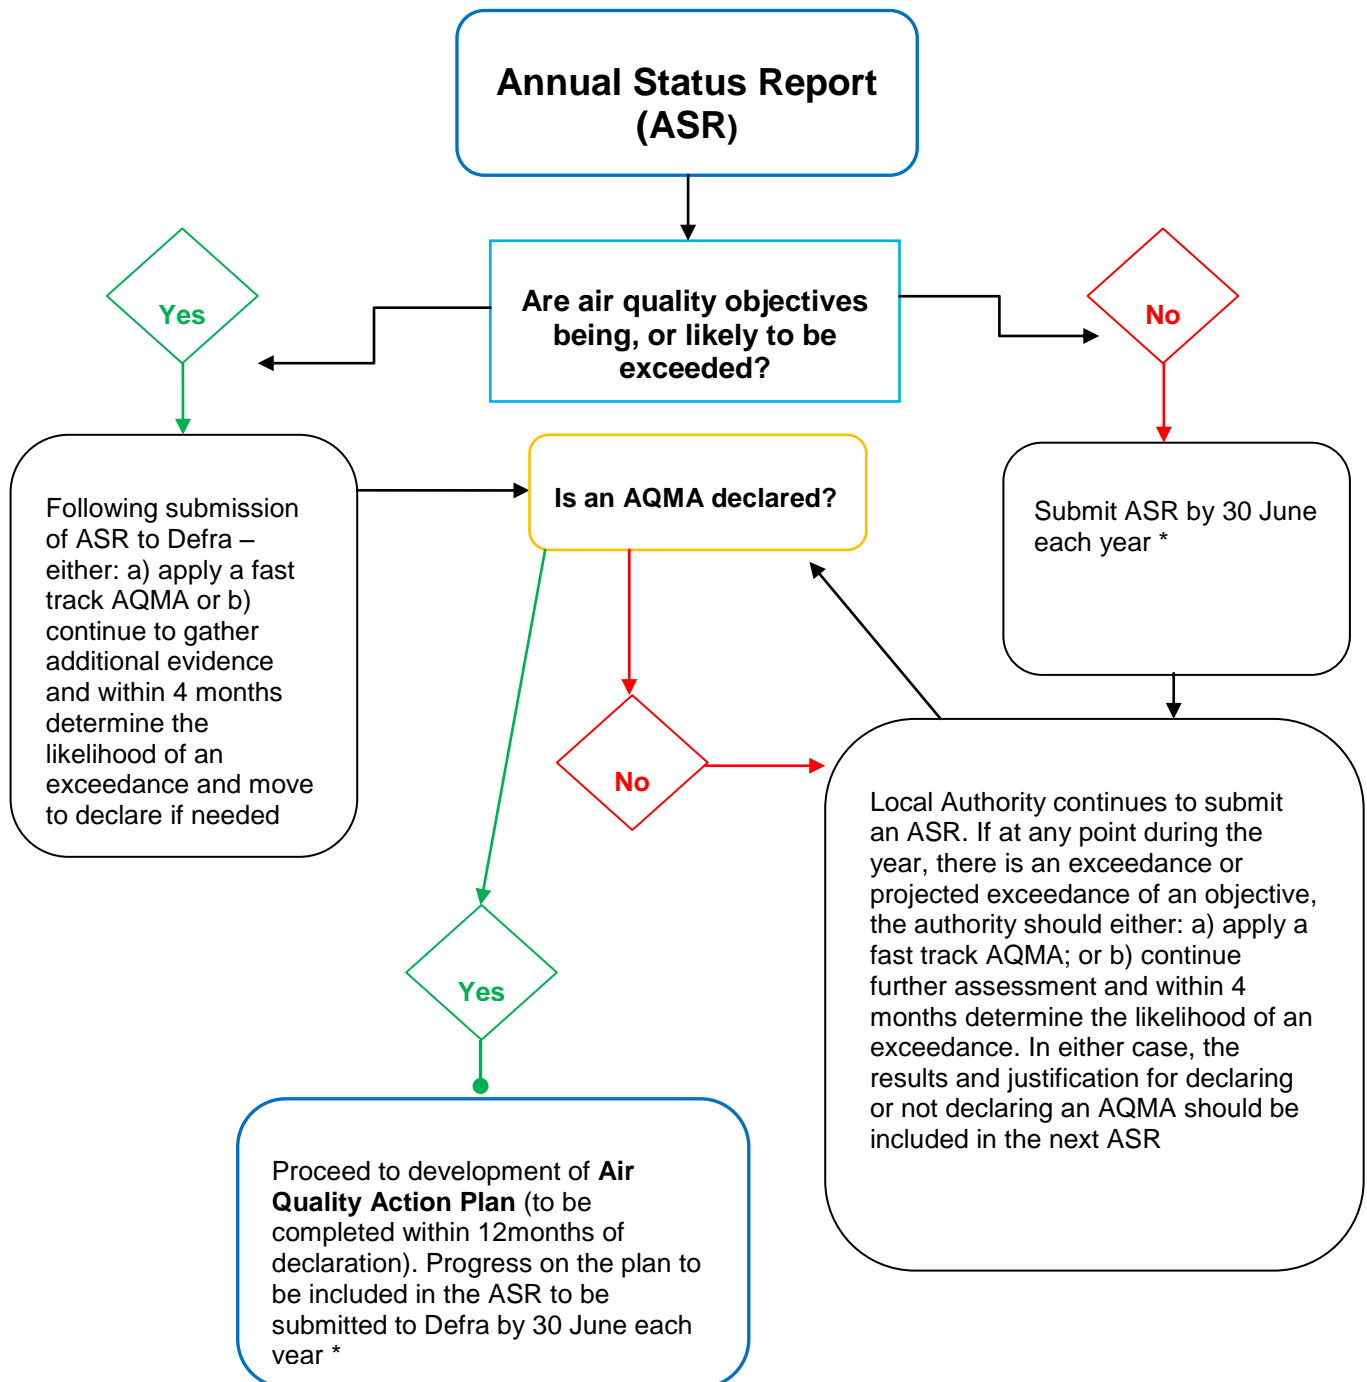 Annual Status Report
(ASR)
Are air quality objectives
being, or likely to be
exceeded?
Yes
No
Following submission
of ASR to Defra –
either: a) apply a fast
track AQMA or b)
continue to gather
additional evidence
and within 4 months
determine the
likelihood of an
exceedance and move
to declare if needed
Is an AQMA declared?
Submit ASR by 30 June
each year *
No
Local Authority continues to submit
an ASR. If at any point during the
year, there is an exceedance or
projected exceedance of an objective,
the authority should either: a) apply a
fast track AQMA; or b) continue
further assessment and within 4
months determine the likelihood of an
exceedance. In either case, the
results and justification for declaring
or not declaring an AQMA should be
included in the next ASR
Yes
Proceed to development of Air
Quality Action Plan (to be
completed within 12months of
declaration). Progress on the plan to
be included in the ASR to be
submitted to Defra by 30 June each
year *